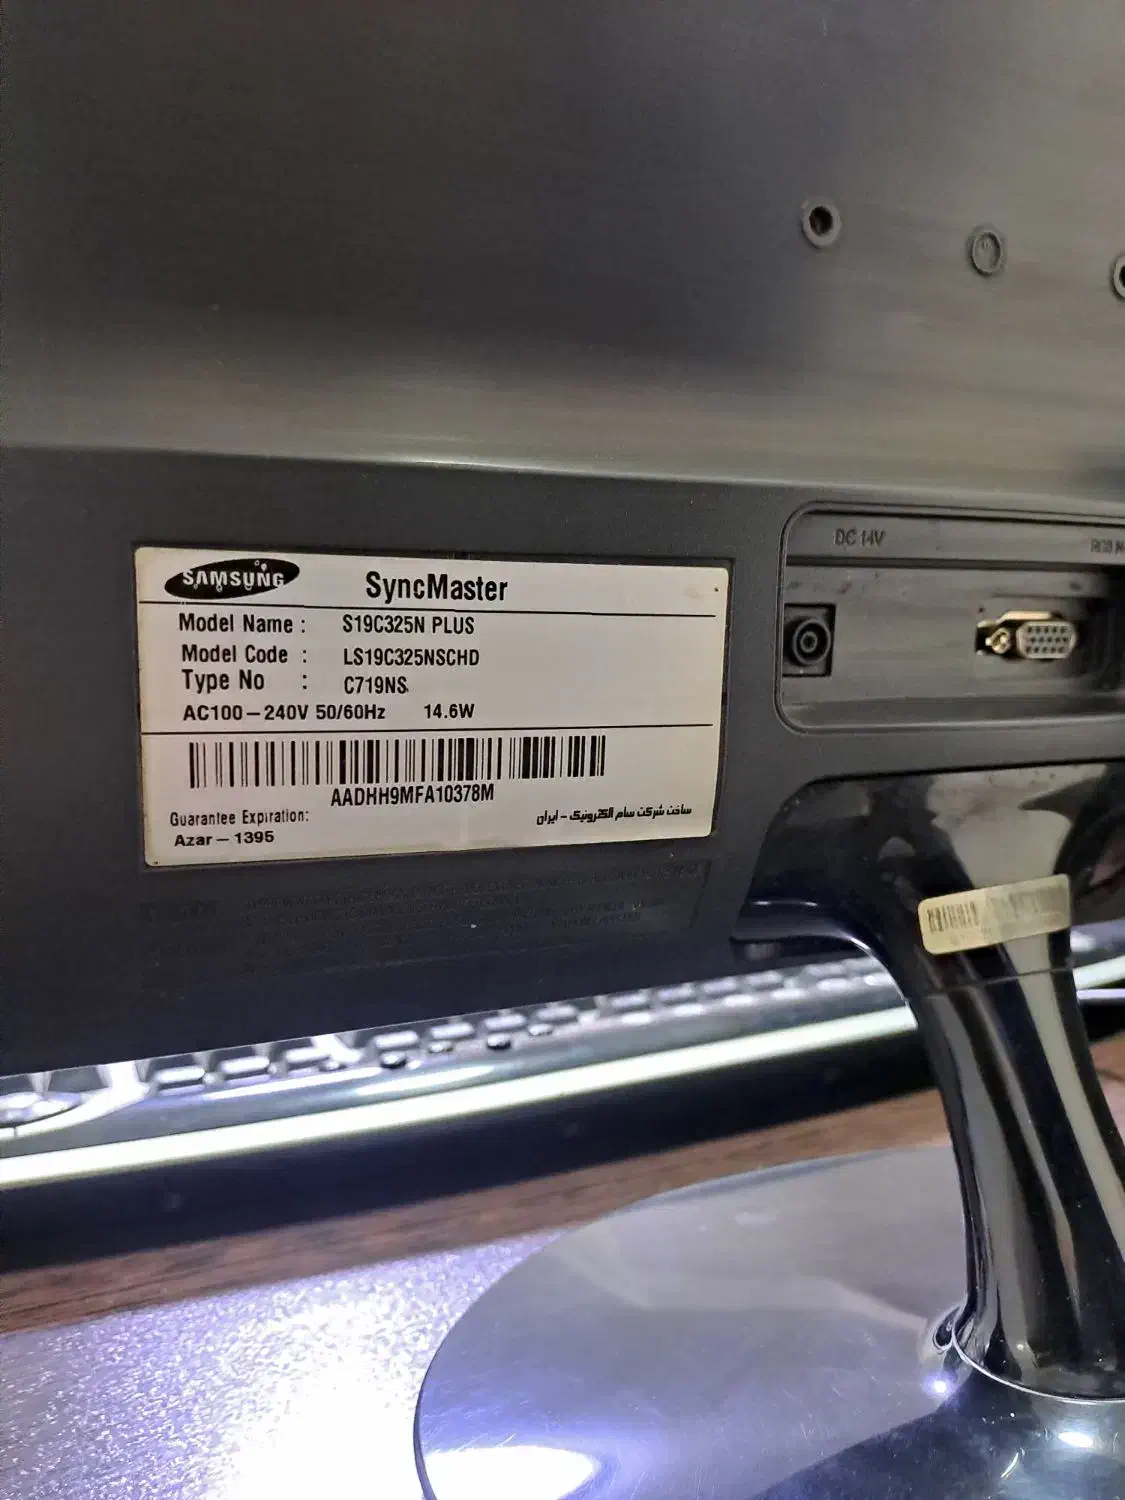 DC 14V
SAMSUNG SyncMaster
Model Name : S19C325N PLUS
Model Code : LS19C325NSCHD
Type No : C719NS
AC100-240V 50/60Hz 14.6W
AADHH9MFA10378M
Guarantee Expiration:
Azar - 1395
ساخت شرکت سام الکترونیک - ایران